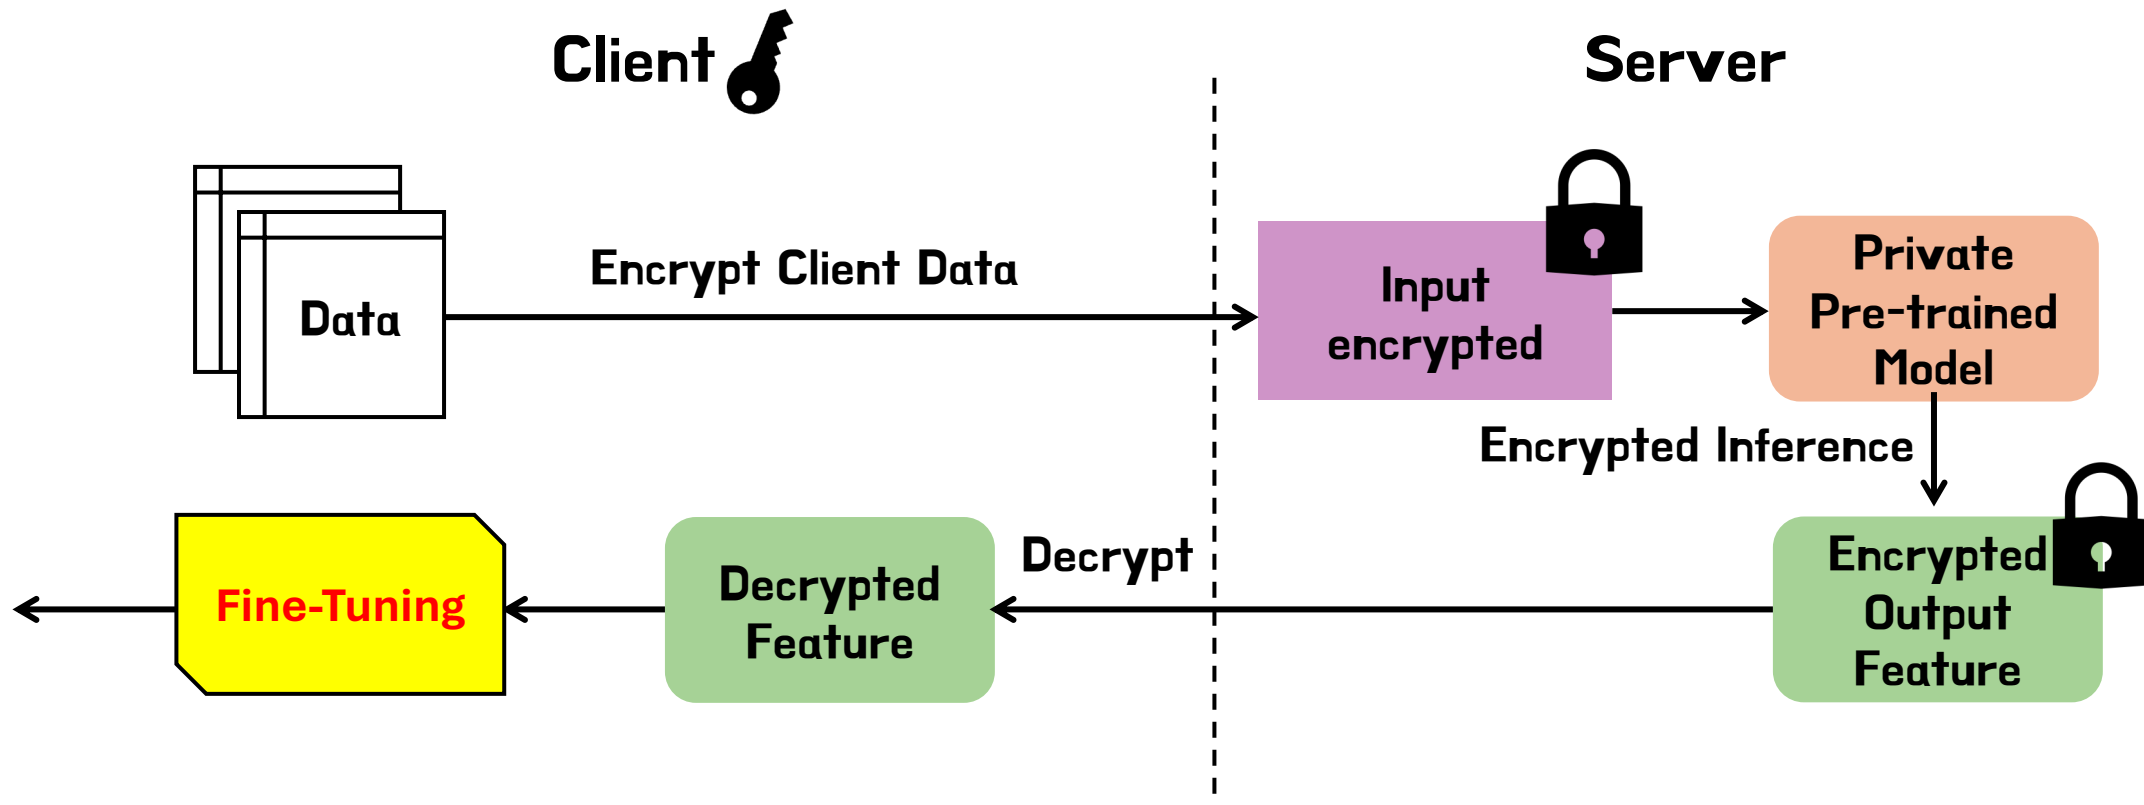 Client
Server
Data
Encrypt Client Data
Input
encrypted
Private
Pre-trained
Model
Encrypted Inference
Encrypted
Output
Feature
Decrypt
Decrypted
Feature
Fine-Tuning